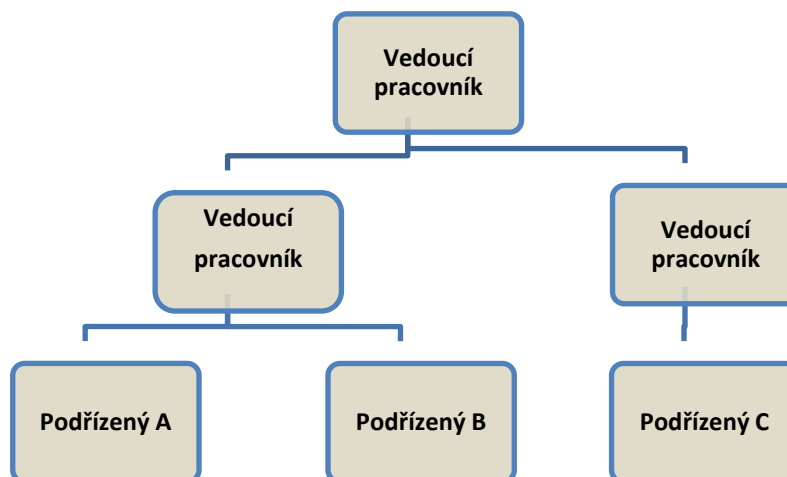 Vedoucí
pracovník
Vedoucí
pracovník
Vedoucí
pracovník
Podřízený A
Podřízený B
Podřízený C